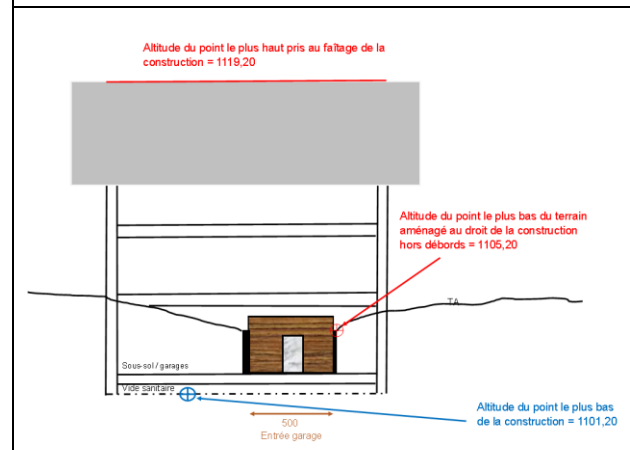 Altitude du point le plus haut pris au faîtage de la
construction = 1119,20
Altitude du point le plus bas du terrain
aménagé au droit de la construction
hors débords = 1105,20
TA
Sous-sol / garages
Vide sanitaire
500
Entrée garage
Altitude du point le plus bas
de la construction = 1101,20